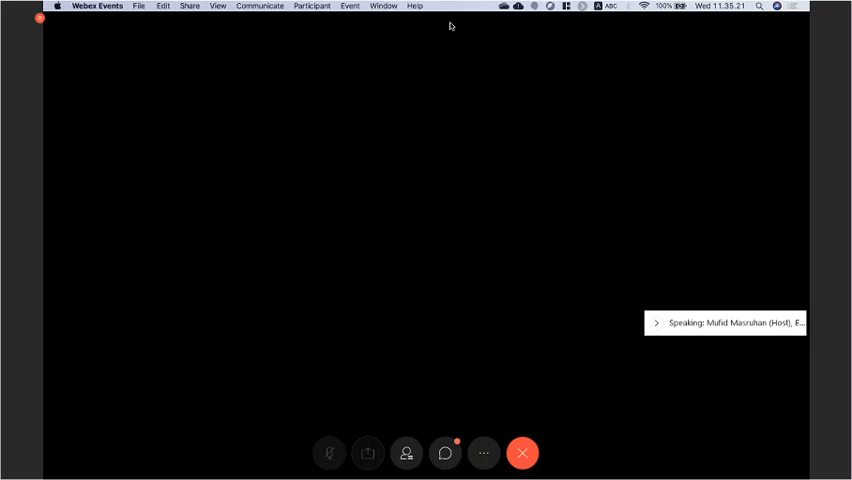 Webex Events File Edit Share View Communicate Participant Event Window Help A ABC 100% Wed 11.35.21
Speaking: Mufid Masruhan (Host), E...